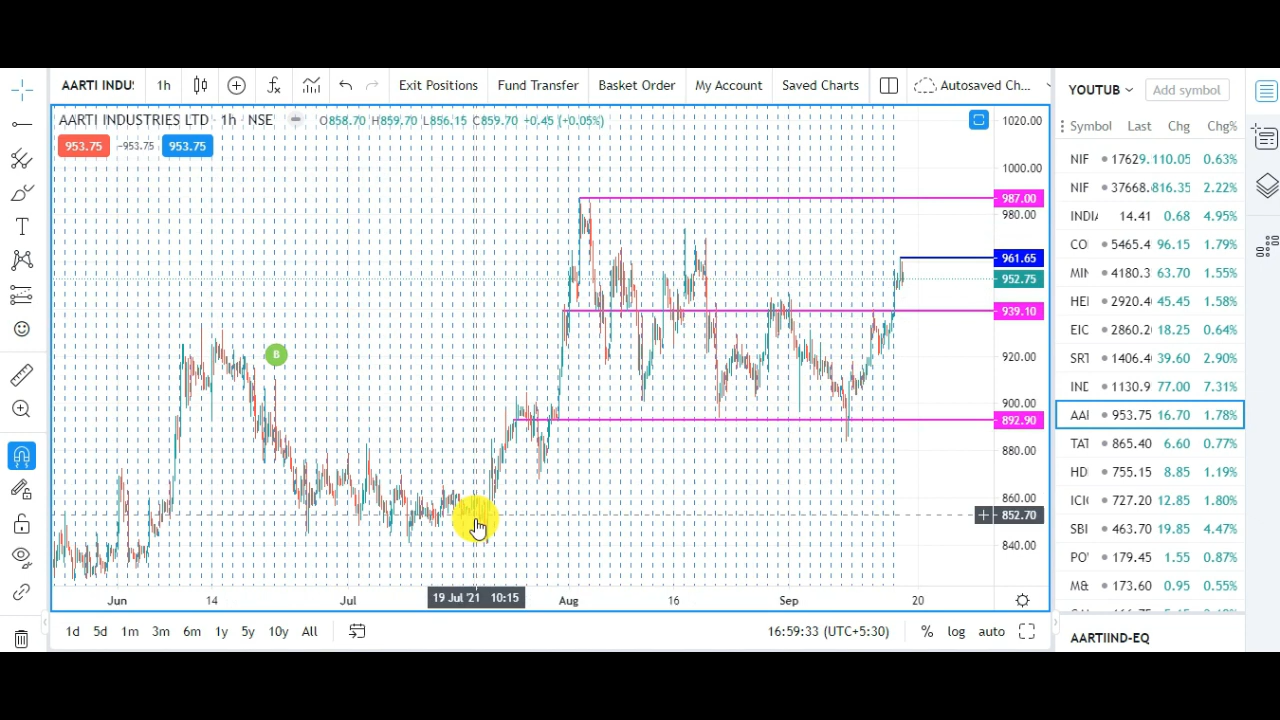 AARTI INDUS 1h Exit Positions Fund Transfer Basket Order My Account Saved Charts Autosaved Ch...
AARTI INDUSTRIES LTD · 1h · NSE O858.70 H859.70 L856.15 C859.70 +0.45 (+0.05%)
953.75 −953.75 953.75
1020.00
1000.00
987.00
980.00
961.65
952.75
939.10
920.00
900.00
892.90
880.00
860.00
852.70
840.00
B
19 Jul '21 10:15
Jun 14 Jul Aug 16 Sep 20
1d 5d 1m 3m 6m 1y 5y 10y All 16:59:33 (UTC+5:30) % log auto
YOUTUB Add symbol
Symbol Last Chg Chg%
NIF 17629. 110.05 0.63%
NIF 37668. 816.35 2.22%
INDI 14.41 0.68 4.95%
CO 5465.4 96.15 1.79%
MIN 4180.3 63.70 1.55%
HE 2920.4 45.45 1.58%
EIC 2860.2 18.25 0.64%
SRT 1406.4 39.60 2.90%
IND 1130.9 77.00 7.31%
AAI 953.75 16.70 1.78%
TAT 865.40 6.60 0.77%
HD 755.15 8.85 1.19%
ICI 727.20 12.85 1.80%
SBI 463.70 19.85 4.47%
PO 179.45 1.55 0.87%
M& 173.60 0.95 0.55%
AARTIIND-EQ